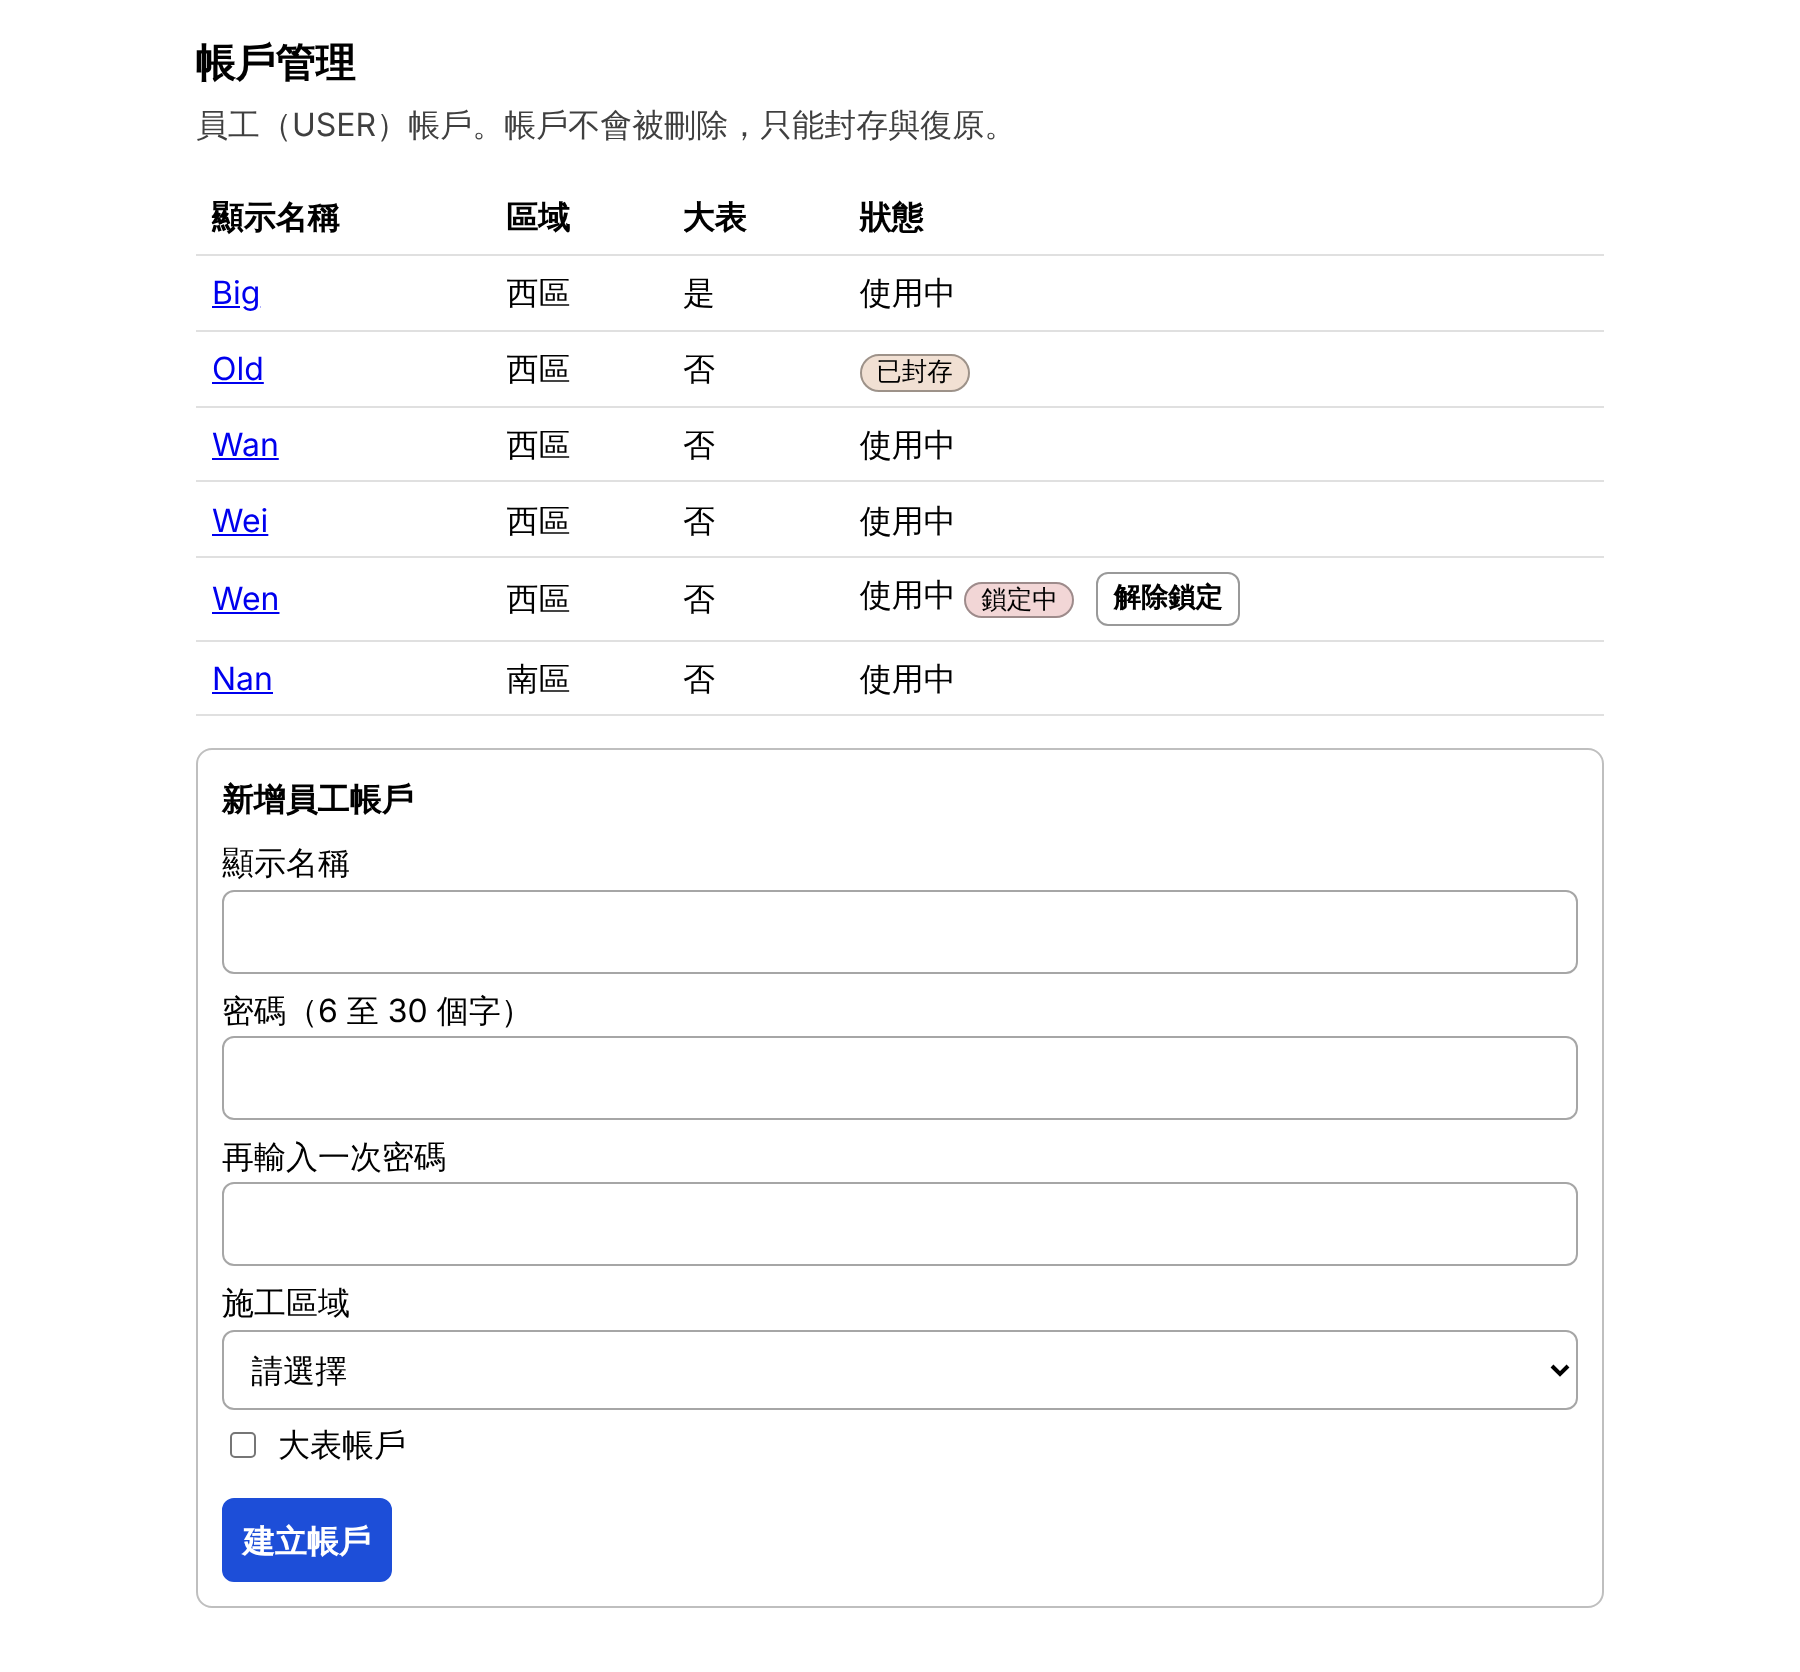 帳戶管理
員工（USER）帳戶。帳戶不會被刪除，只能封存與復原。
顯示名稱 區域 大表 狀態
Big 西區 是 使用中
Old 西區 否 已封存
Wan 西區 否 使用中
Wei 西區 否 使用中
Wen 西區 否 使用中 鎖定中 解除鎖定
Nan 南區 否 使用中
新增員工帳戶
顯示名稱
密碼（6 至 30 個字）
再輸入一次密碼
施工區域
請選擇
大表帳戶
建立帳戶